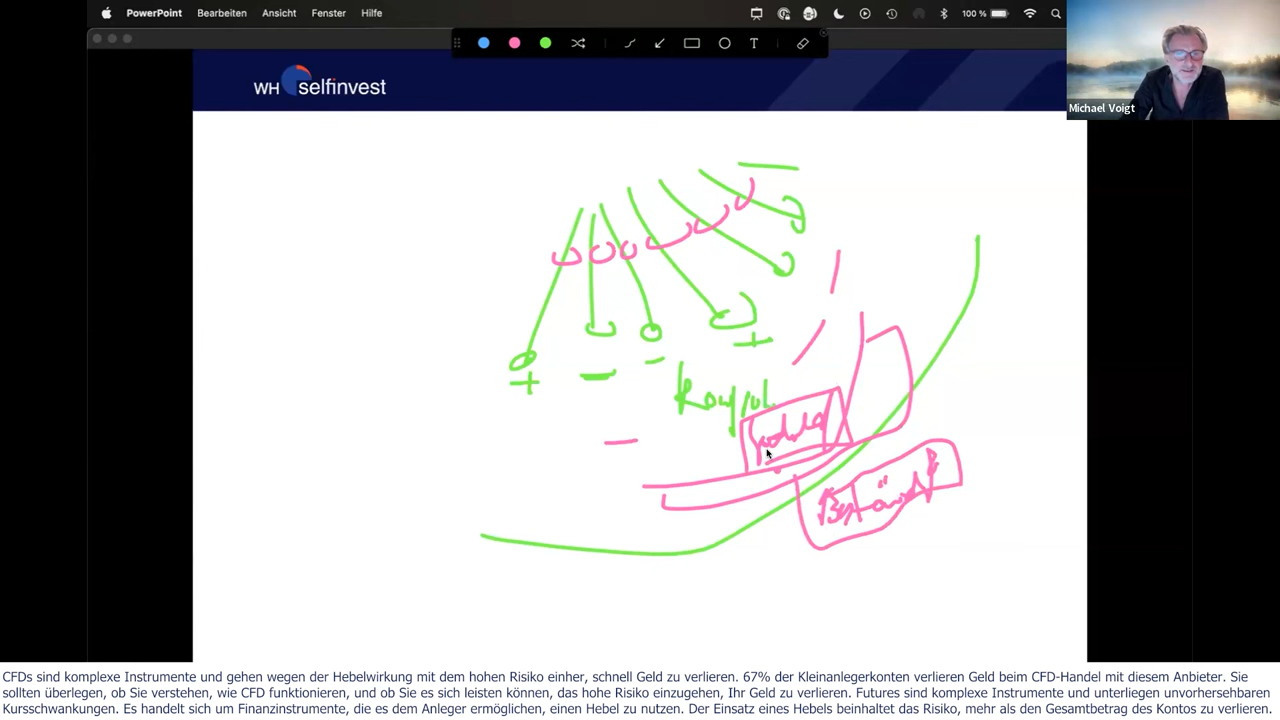 PowerPoint Bearbeiten Ansicht Fenster Hilfe 100 %
T
WH selfinvest
Michael Voigt
+ – – +
CFDs sind komplexe Instrumente und gehen wegen der Hebelwirkung mit dem hohen Risiko einher, schnell Geld zu verlieren. 67% der Kleinanlegerkonten verlieren Geld beim CFD-Handel mit diesem Anbieter. Sie
sollten überlegen, ob Sie verstehen, wie CFD funktionieren, und ob Sie es sich leisten können, das hohe Risiko einzugehen, Ihr Geld zu verlieren. Futures sind komplexe Instrumente und unterliegen unvorhersehbaren
Kursschwankungen. Es handelt sich um Finanzinstrumente, die es dem Anleger ermöglichen, einen Hebel zu nutzen. Der Einsatz eines Hebels beinhaltet das Risiko, mehr als den Gesamtbetrag des Kontos zu verlieren.